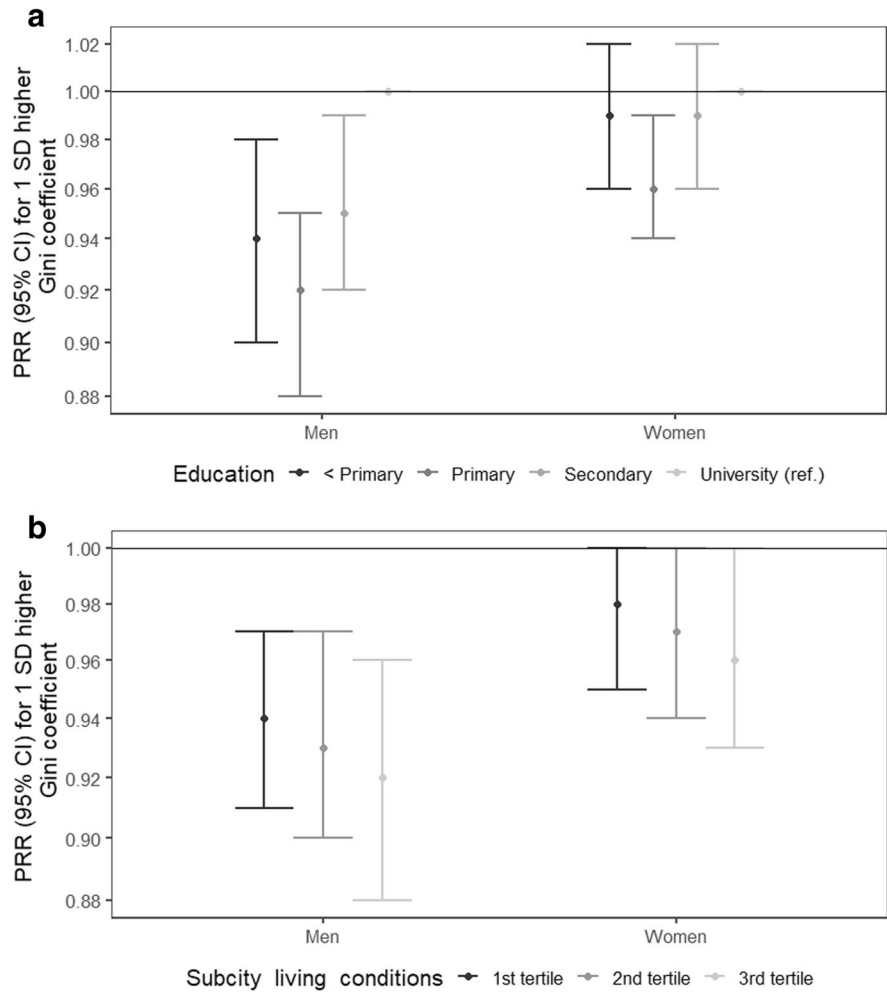 a
PRR (95% CI) for 1 SD higher
Gini coefficient
1.02
1.00
0.98
0.96
0.94
0.92
0.90
0.88
Men Women
Education < Primary Primary Secondary University (ref.)
b
PRR (95% CI) for 1 SD higher
Gini coefficient
1.00
0.98
0.96
0.94
0.92
0.90
0.88
Men Women
Subcity living conditions 1st tertile 2nd tertile 3rd tertile